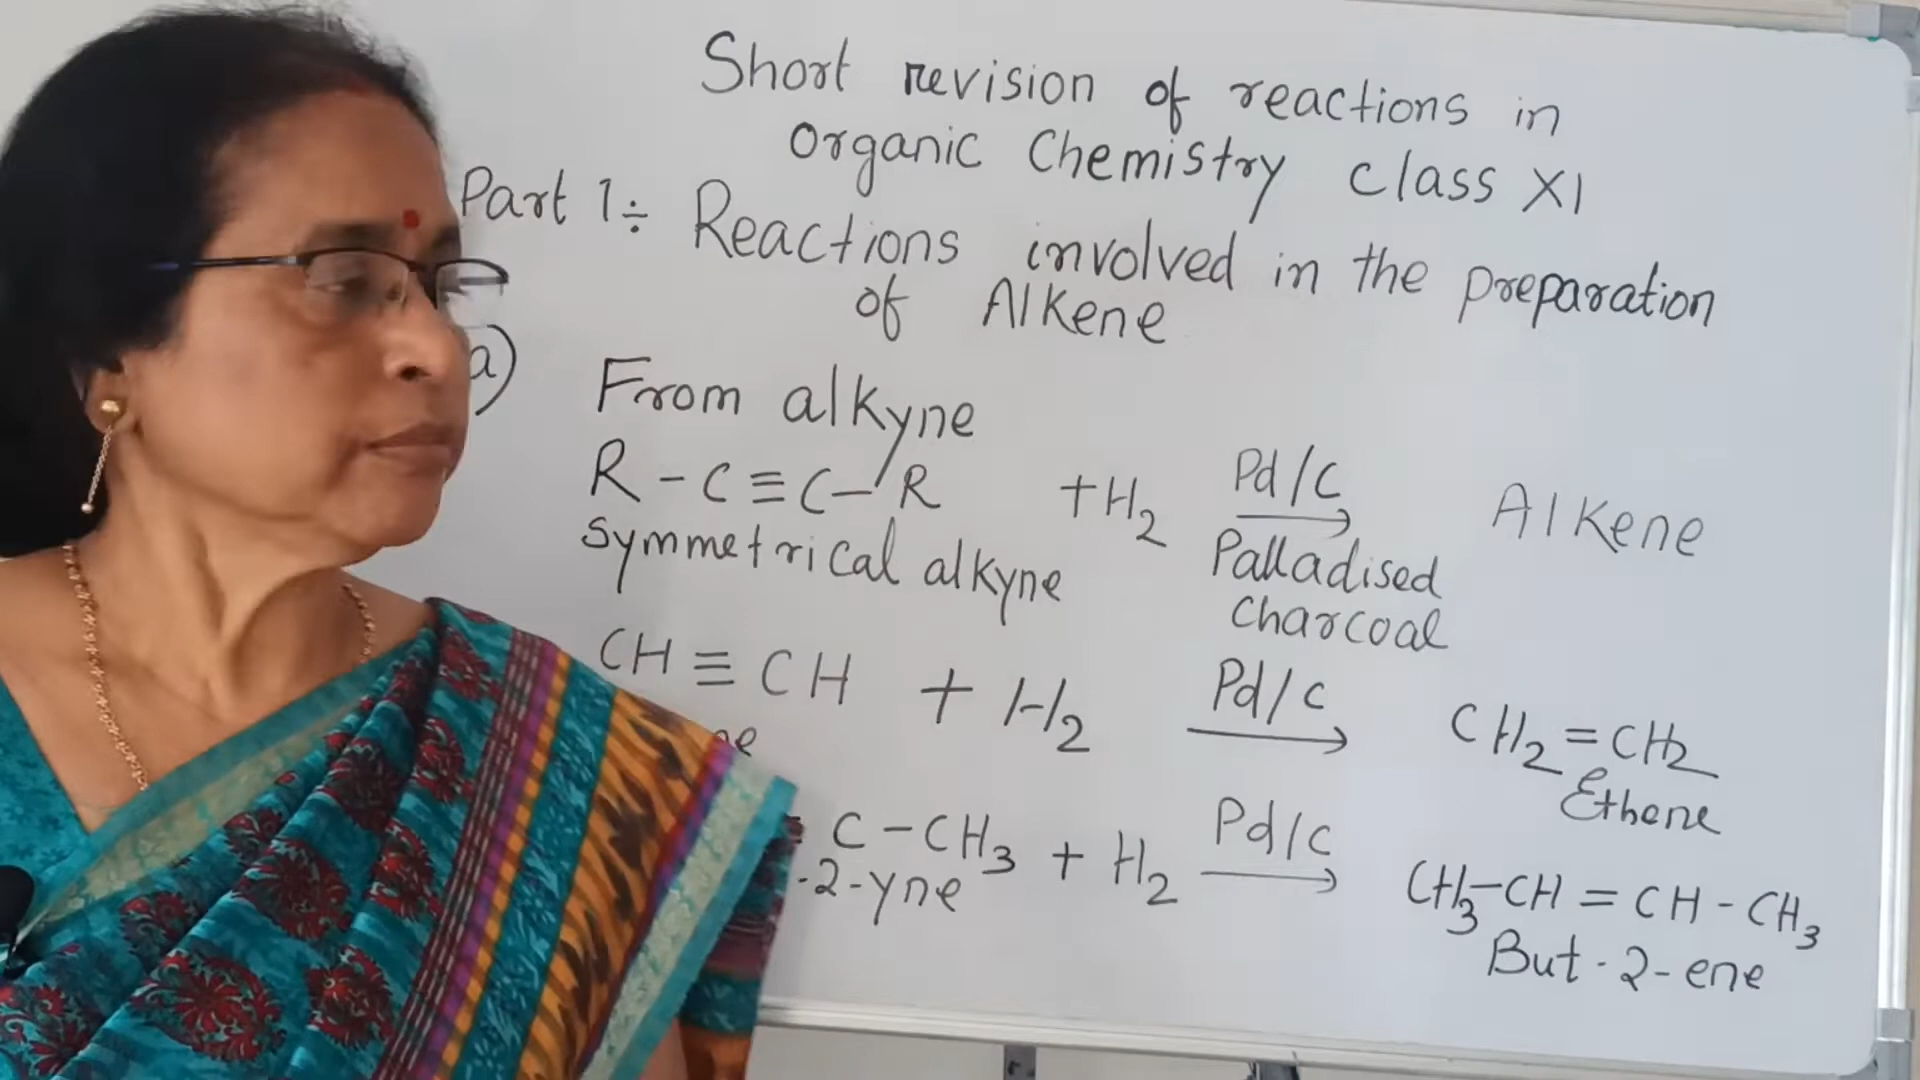 Short revision of reactions in
Organic Chemistry class XI
Part 1÷ Reactions involved in the preparation
of Alkene
a) From alkyne
R - C ≡ C - R + H2 Pd/C → Alkene
Symmetrical alkyne Palladised
Charcoal
CH ≡ CH + H2 Pd/C → CH2 = CH2
Ethene
C - CH3 + H2 Pd/C → CH3 - CH = CH - CH3
-2-yne But-2-ene